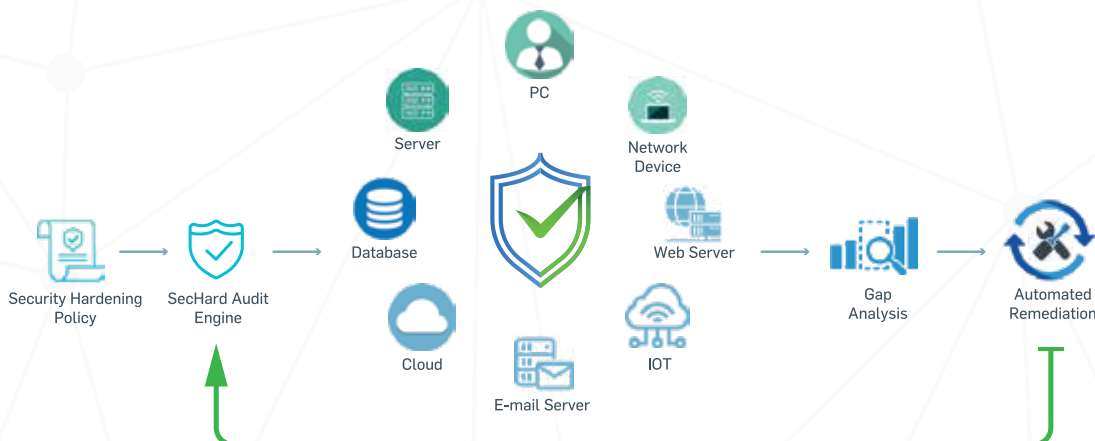 PC
Server
Network
Device
Database
Web Server
Security Hardening
Policy
SecHard Audit
Engine
Gap
Analysis
Automated
Remediation
Cloud
IOT
E-mail Server